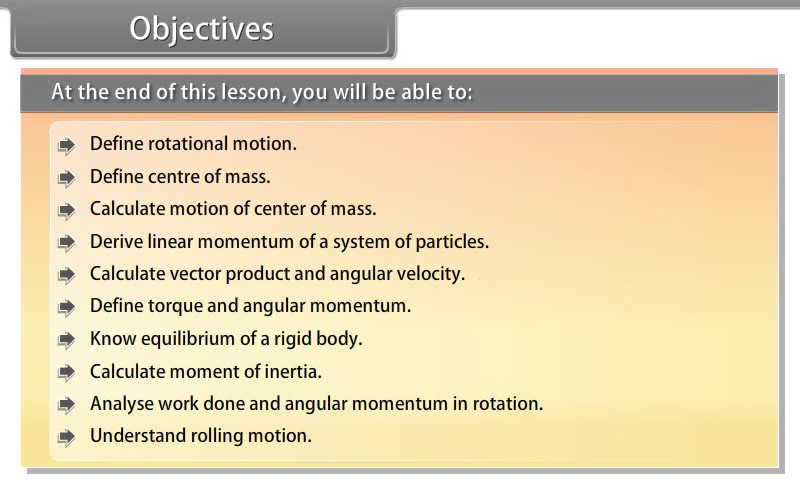 Objectives
At the end of this lesson, you will be able to:
Define rotational motion.
Define centre of mass.
Calculate motion of center of mass.
Derive linear momentum of a system of particles.
Calculate vector product and angular velocity.
Define torque and angular momentum.
Know equilibrium of a rigid body.
Calculate moment of inertia.
Analyse work done and angular momentum in rotation.
Understand rolling motion.